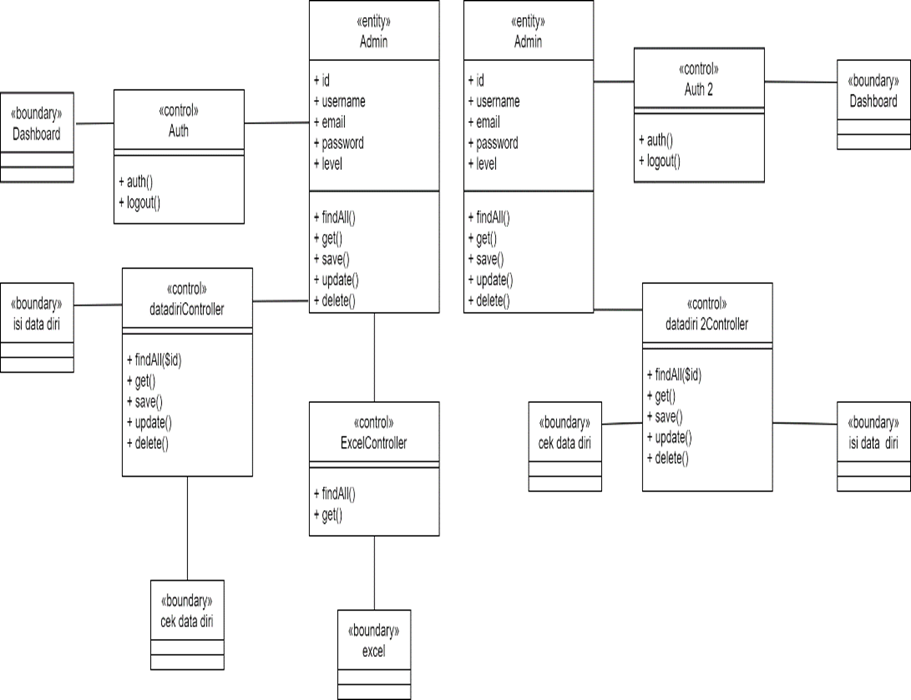 «entity»
Admin
+ id
+ username
+ email
+ password
+ level
+ findAll()
+ get()
+ save()
+ update()
+ delete()
«entity»
Admin
+ id
+ username
+ email
+ password
+ level
+ findAll()
+ get()
+ save()
+ update()
+ delete()
«control»
Auth 2
+ auth()
+ logout()
«boundary»
Dashboard
«boundary»
Dashboard
«control»
Auth
+ auth()
+ logout()
«boundary»
isi data diri
«control»
datadiriController
+ findAll($id)
+ get()
+ save()
+ update()
+ delete()
«control»
datadiri 2Controller
+ findAll($id)
+ get()
+ save()
+ update()
+ delete()
«control»
ExcelController
+ findAll()
+ get()
«boundary»
cek data diri
«boundary»
isi data  diri
«boundary»
cek data diri
«boundary»
excel